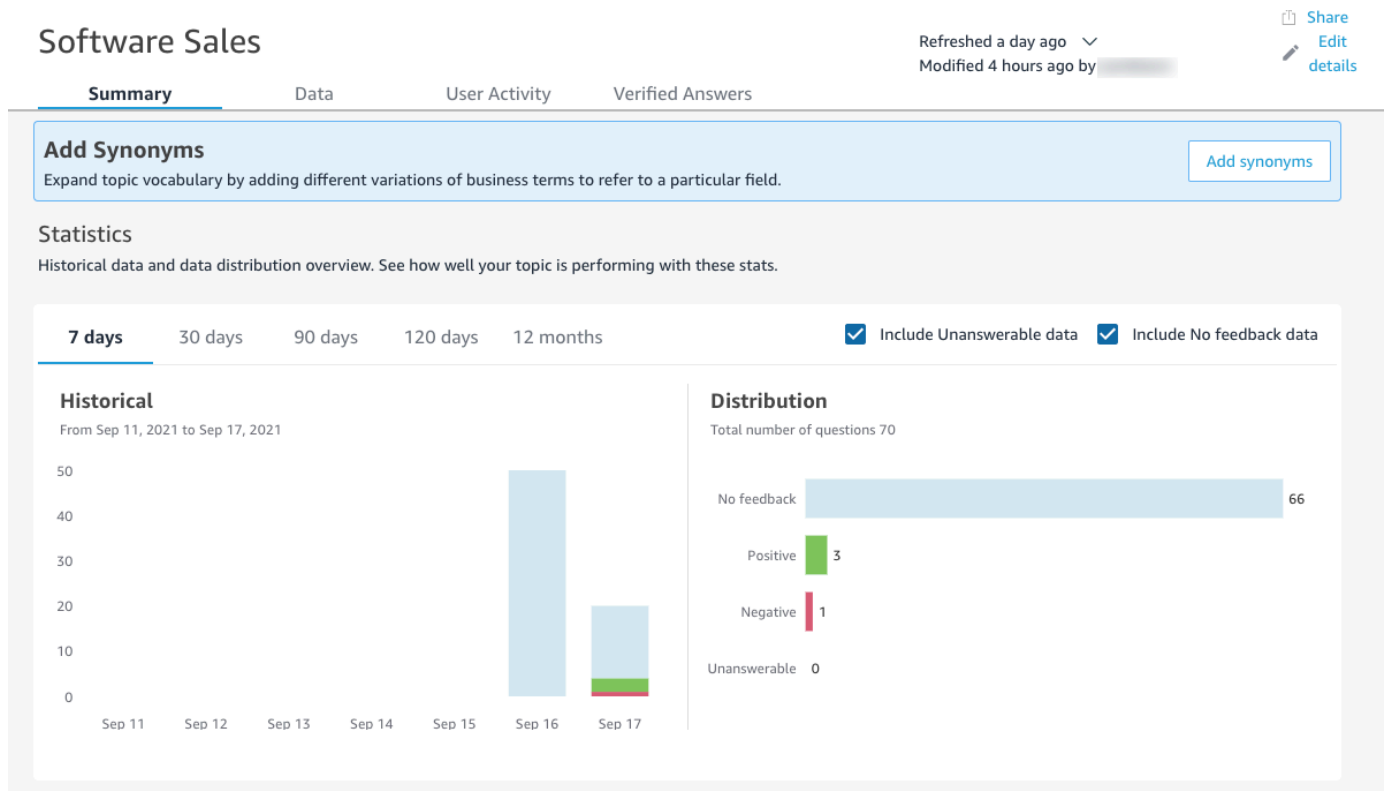 Software Sales
Refreshed a day ago
Modified 4 hours ago by
Share
Edit
details
Summary
Data
User Activity
Verified Answers
Add Synonyms
Expand topic vocabulary by adding different variations of business terms to refer to a particular field.
Add synonyms
Statistics
Historical data and data distribution overview. See how well your topic is performing with these stats.
7 days
30 days
90 days
120 days
12 months
Include Unanswerable data
Include No feedback data
Historical
From Sep 11, 2021 to Sep 17, 2021
50
40
30
20
10
0
Sep 11
Sep 12
Sep 13
Sep 14
Sep 15
Sep 16
Sep 17
Distribution
Total number of questions 70
No feedback 66
Positive 3
Negative 1
Unanswerable 0